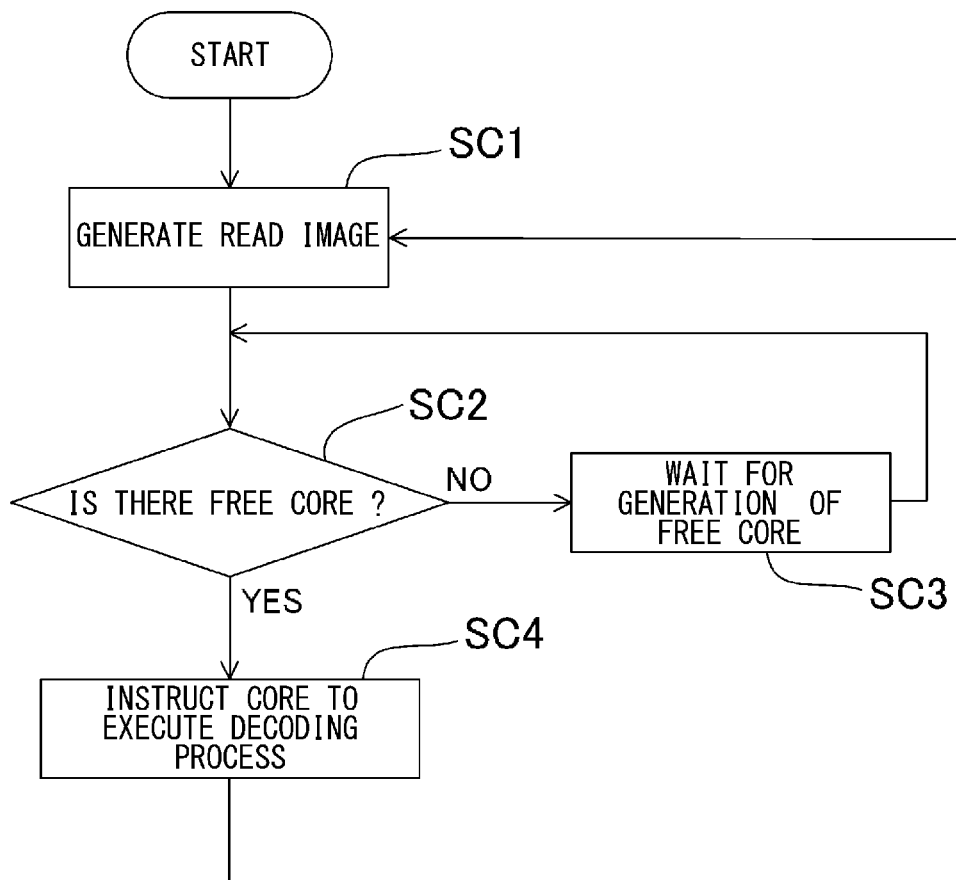 START
SC1
GENERATE READ IMAGE
SC2
IS THERE FREE CORE ?
NO
WAIT FOR
GENERATION OF
FREE CORE
SC3
YES
SC4
INSTRUCT CORE TO
EXECUTE DECODING
PROCESS